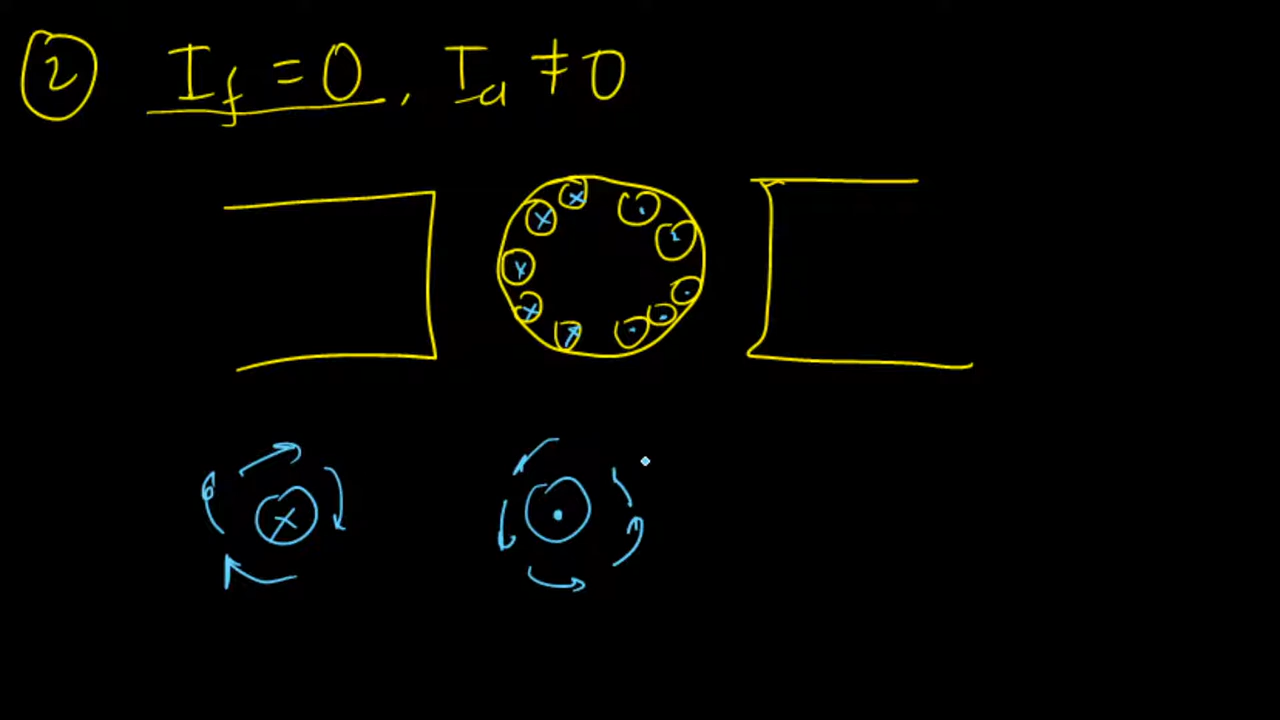 ② I_f = 0, I_a ≠ 0